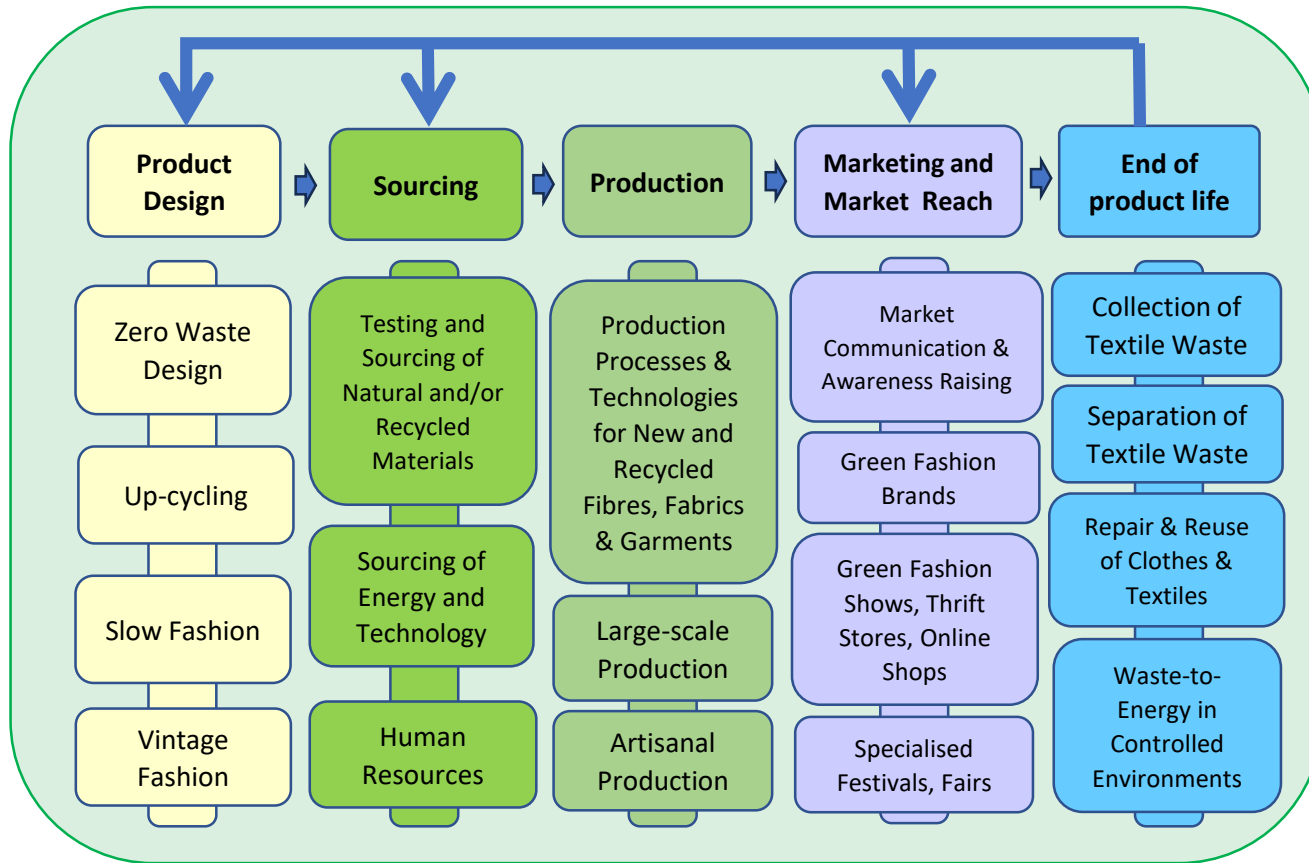 Product
Design
Sourcing
Production
Marketing and
Market Reach
End of
product life
Zero Waste
Design
Up-cycling
Slow Fashion
Vintage
Fashion
Testing and
Sourcing of
Natural and/or
Recycled
Materials
Sourcing of
Energy and
Technology
Human
Resources
Production
Processes &
Technologies
for New and
Recycled
Fibres, Fabrics
& Garments
Large-scale
Production
Artisanal
Production
Market
Communication &
Awareness Raising
Green Fashion
Brands
Green Fashion
Shows, Thrift
Stores, Online
Shops
Specialised
Festivals, Fairs
Collection of
Textile Waste
Separation of
Textile Waste
Repair & Reuse
of Clothes &
Textiles
Waste-to-
Energy in
Controlled
Environments